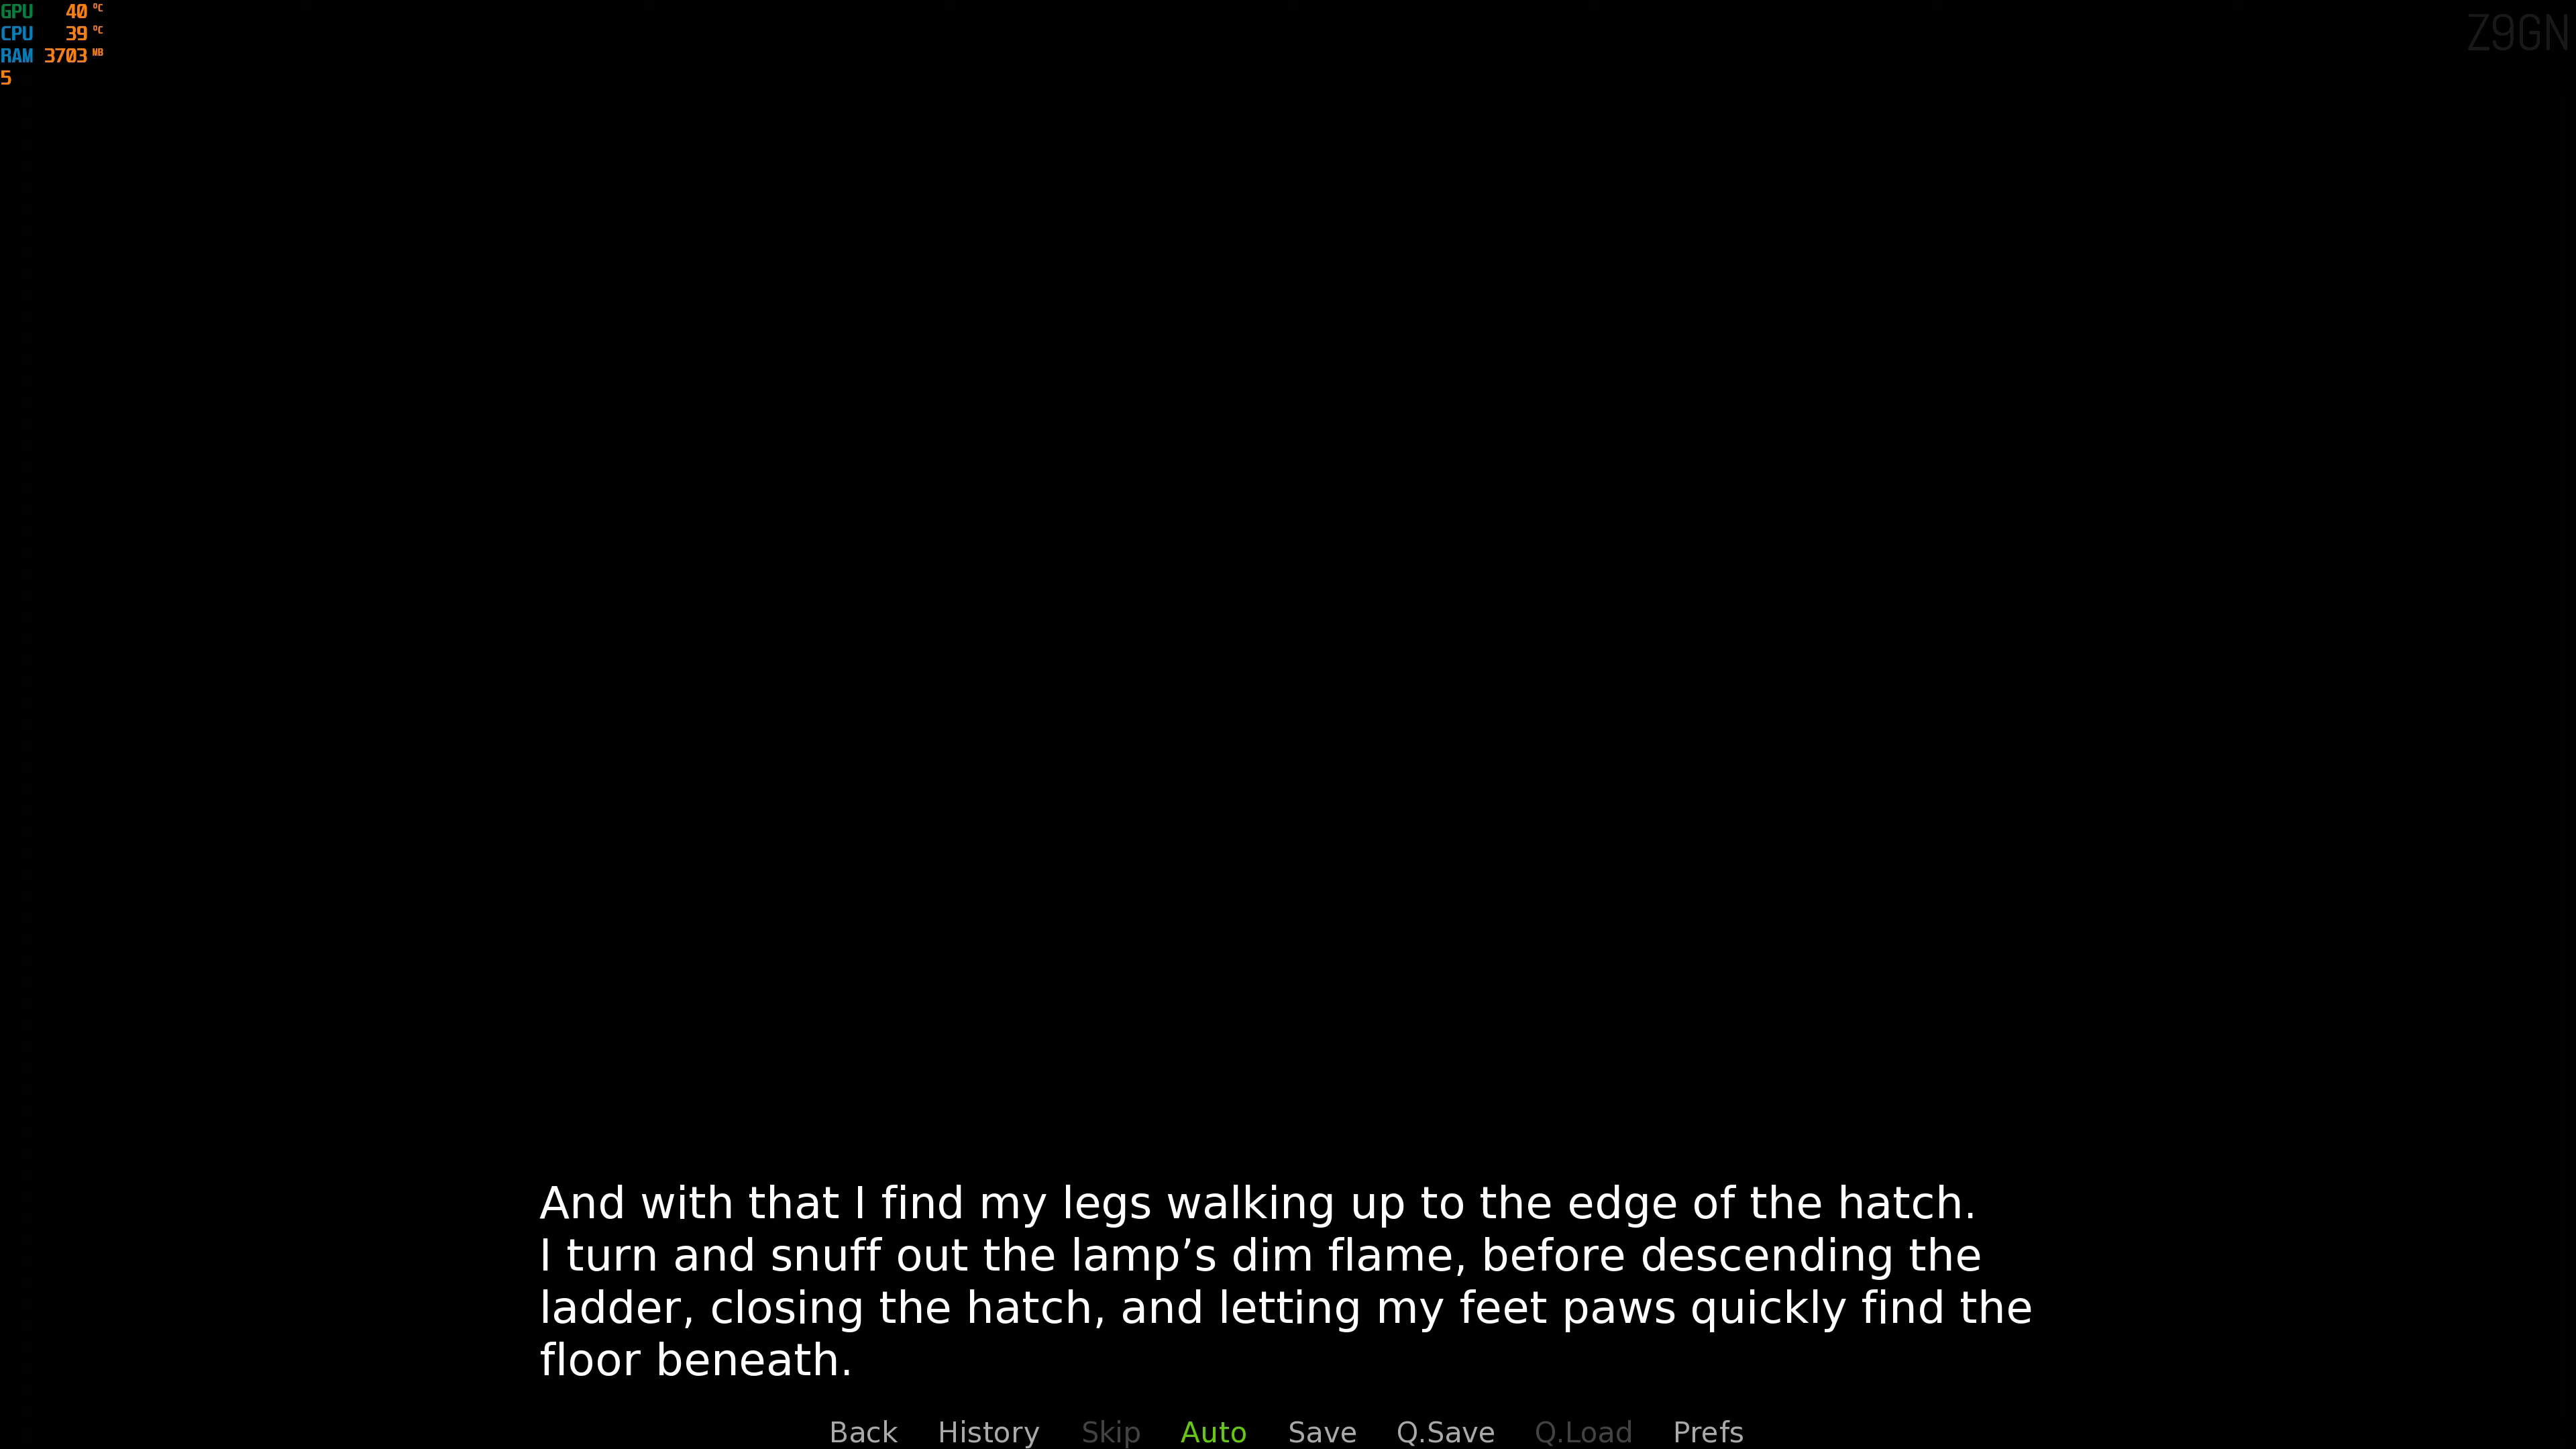 GPU 40 °C
CPU 39 °C
RAM 3703 MB
5
Z9GN
And with that I find my legs walking up to the edge of the hatch.
I turn and snuff out the lamp’s dim flame, before descending the
ladder, closing the hatch, and letting my feet paws quickly find the
floor beneath.
Back History Skip Auto Save Q.Save Q.Load Prefs